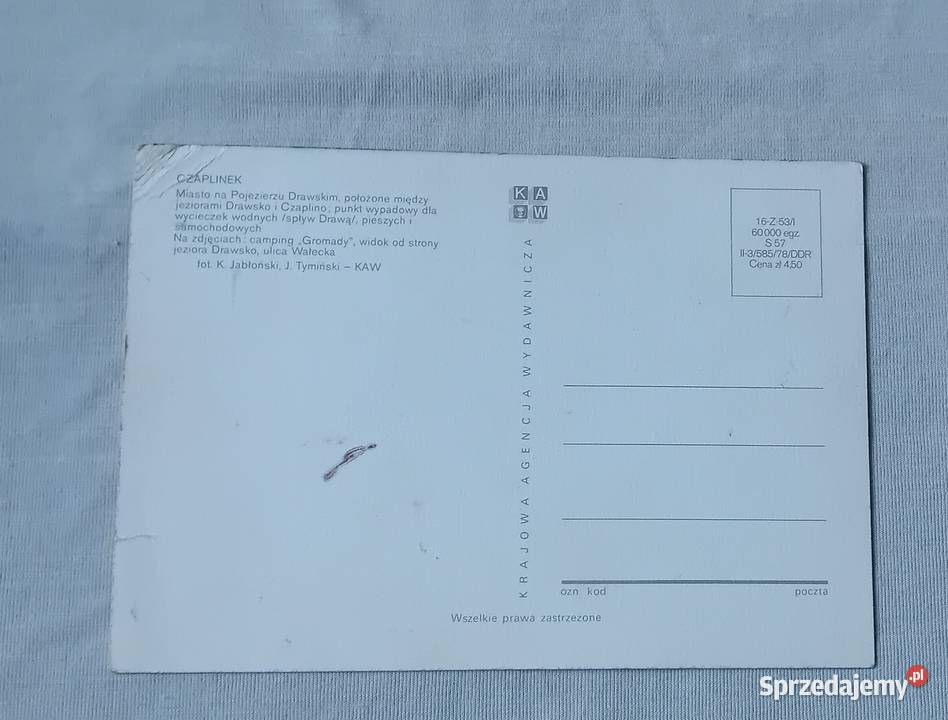 CZAPLINEK
Miasto na Pojezierzu Drawskim, położone między
jeziorami Drawsko i Czaplino; punkt wypadowy dla
wycieczek wodnych /spływ Drawą/, pieszych i
samochodowych
Na zdjęciach: camping „Gromady”, widok od strony
jeziora Drawsko, ulica Wałecka
fot. K. Jabłoński, J. Tymiński – KAW
K A
W
KRAJOWA AGENCJA WYDAWNICZA
16-Z-53/I
60 000 egz.
S 57
II-3/585/78/DDR
Cena zł 4,50
ozn. kod poczta
Wszelkie prawa zastrzeżone
Sprzedajemy.pl